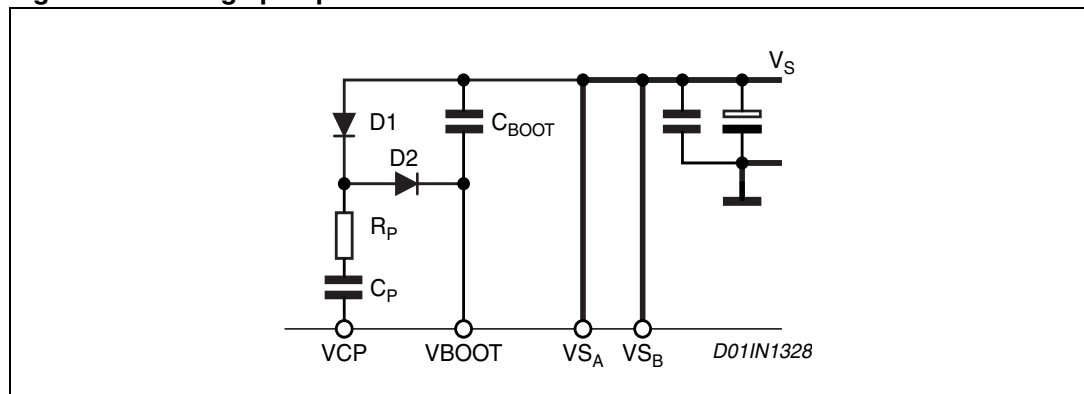 V_S
D1
C_BOOT
D2
R_P
C_P
VCP VBOOT VS_A VS_B D01IN1328